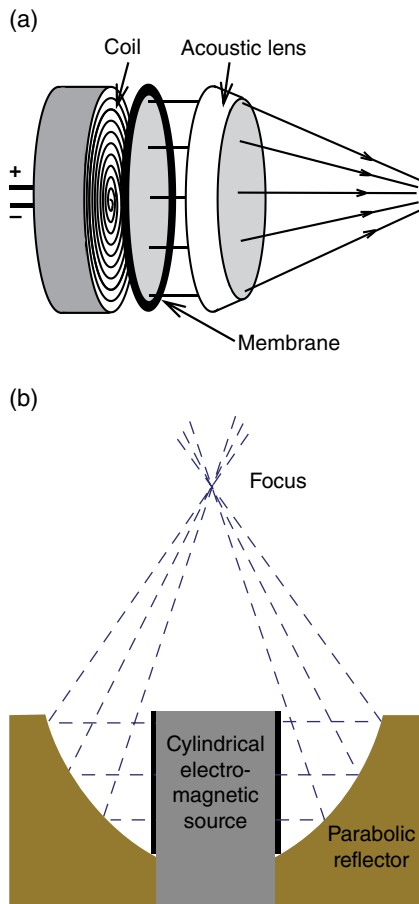 (a)
Coil
Acoustic lens
+
–
Membrane
(b)
Focus
Cylindrical
electro-
magnetic
source
Parabolic
reflector